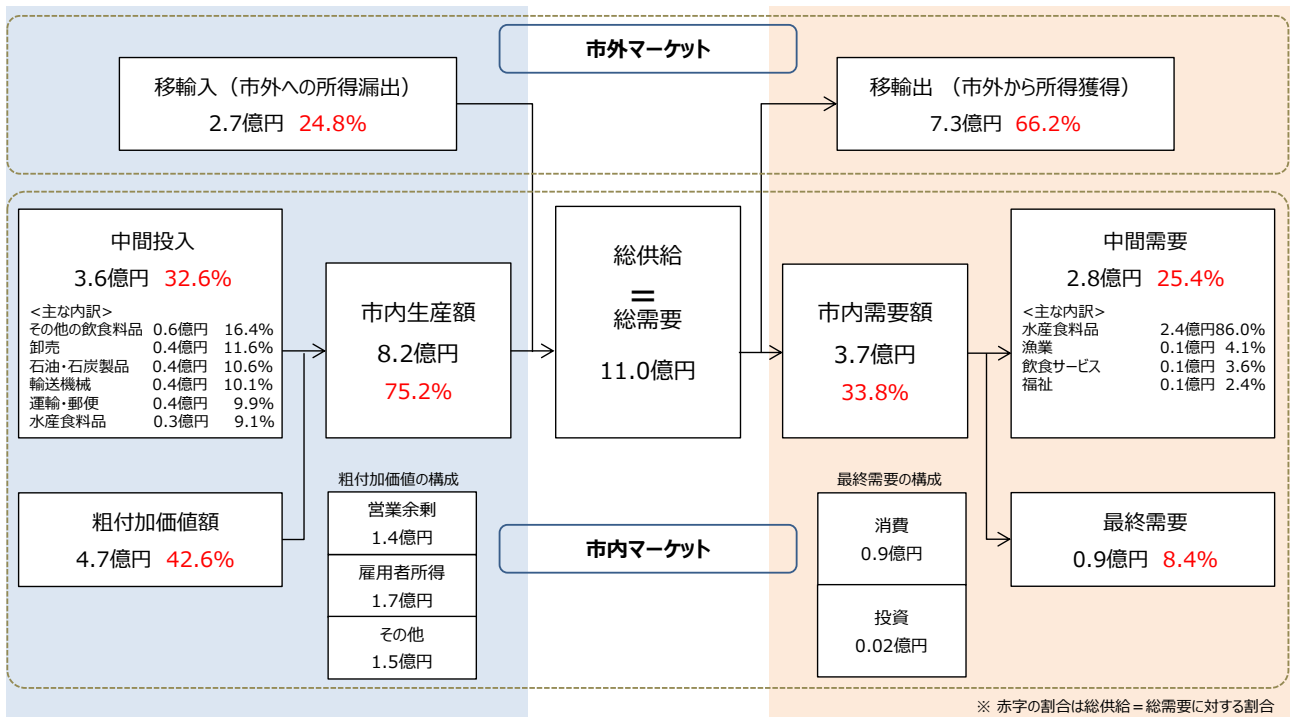 市外マーケット
移輸入（市外への所得漏出）
2.7億円 24.8%
移輸出 （市外から所得獲得）
7.3億円 66.2%
中間投入
3.6億円 32.6%
<主な内訳>
その他の飲食料品 0.6億円 16.4%
卸売 0.4億円 11.6%
石油・石炭製品 0.4億円 10.6%
輸送機械 0.4億円 10.1%
運輸・郵便 0.4億円 9.9%
水産食料品 0.3億円 9.1%
粗付加価値額
4.7億円 42.6%
市内生産額
8.2億円
75.2%
粗付加価値の構成
営業余剰
1.4億円
雇用者所得
1.7億円
その他
1.5億円
総供給
＝
総需要
11.0億円
市内マーケット
市内需要額
3.7億円
33.8%
最終需要の構成
消費
0.9億円
投資
0.02億円
中間需要
2.8億円 25.4%
<主な内訳>
水産食料品 2.4億円86.0%
漁業 0.1億円 4.1%
飲食サービス 0.1億円 3.6%
福祉 0.1億円 2.4%
最終需要
0.9億円 8.4%
※ 赤字の割合は総供給＝総需要に対する割合